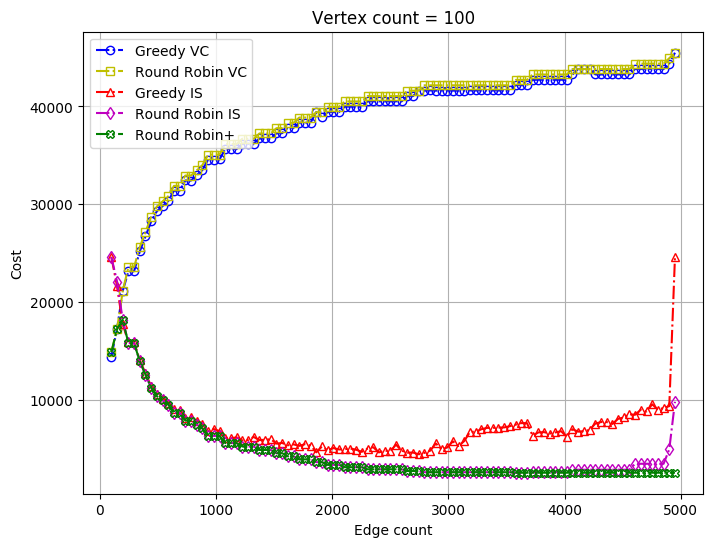 Vertex count = 100
Greedy VC
Round Robin VC
Greedy IS
Round Robin IS
Round Robin+
40000
30000
20000
10000
Cost
0
1000
2000
3000
4000
5000
Edge count